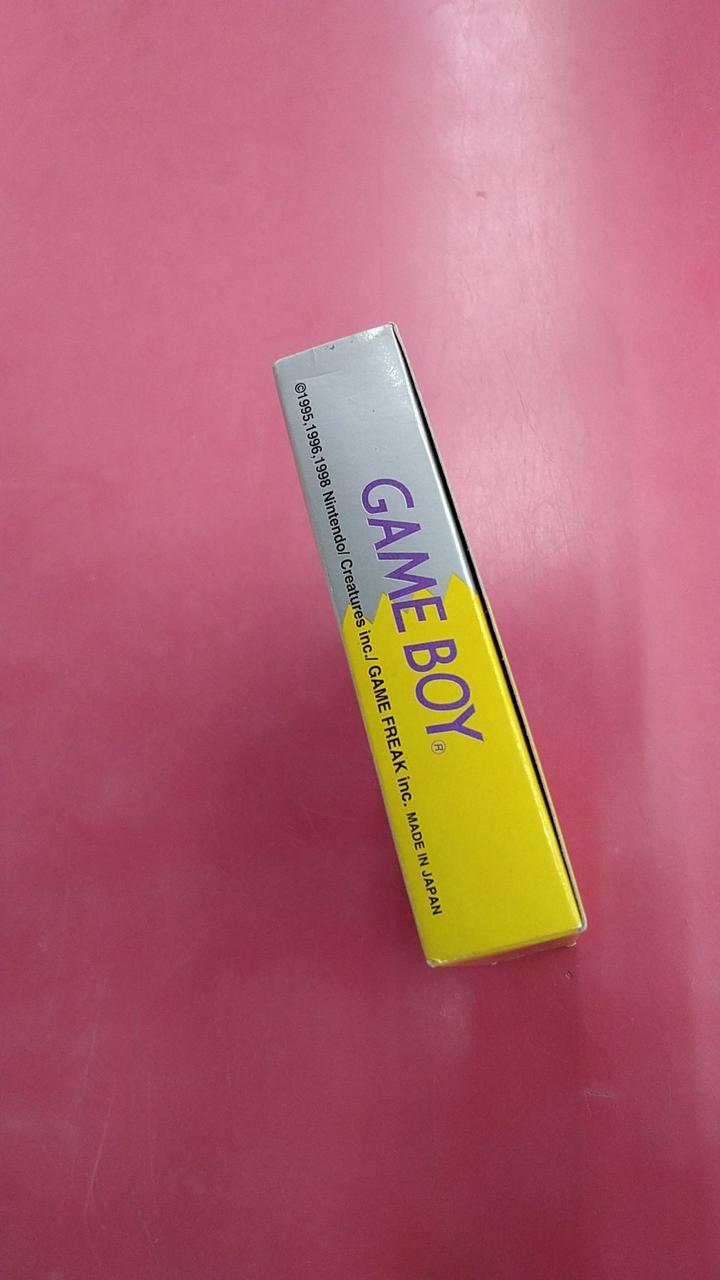 GAME BOY®
©1995,1996,1998 Nintendo/ Creatures inc./ GAME FREAK inc. MADE IN JAPAN